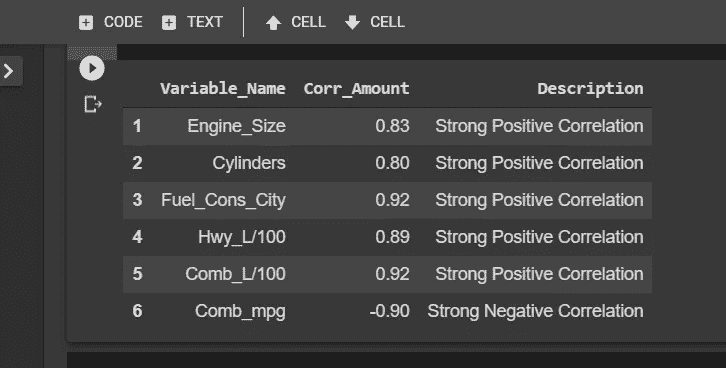 CODE TEXT CELL CELL
Variable_Name Corr_Amount Description
1 Engine_Size 0.83 Strong Positive Correlation
2 Cylinders 0.80 Strong Positive Correlation
3 Fuel_Cons_City 0.92 Strong Positive Correlation
4 Hwy_L/100 0.89 Strong Positive Correlation
5 Comb_L/100 0.92 Strong Positive Correlation
6 Comb_mpg -0.90 Strong Negative Correlation